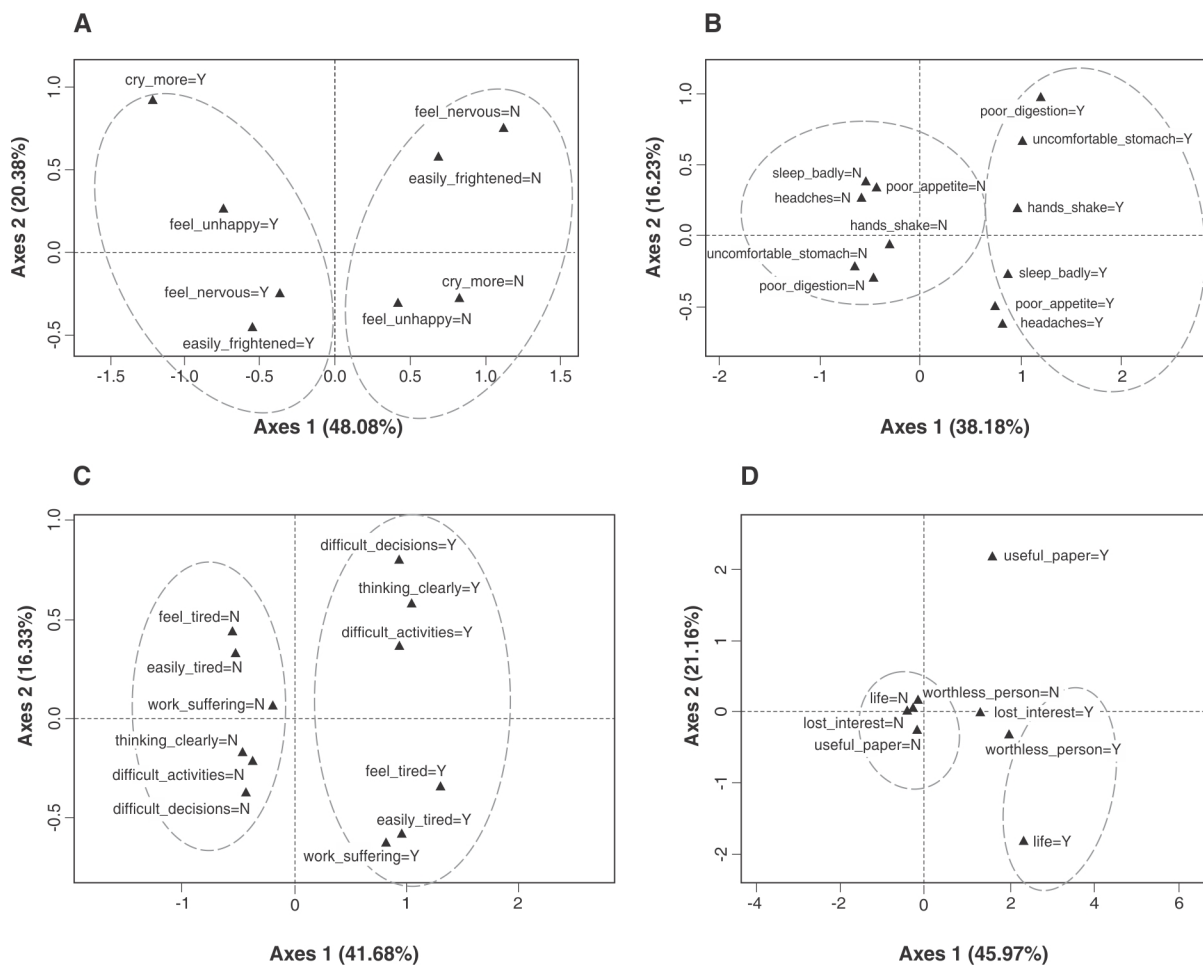 A
cry_more=Y
feel_nervous=N
easily_frightened=N
feel_unhappy=Y
feel_nervous=Y
cry_more=N
feel_unhappy=N
easily_frightened=Y
1.0
0.5
0.0
-0.5
Axes 2 (20.38%)
-1.5
-1.0
-0.5
0.0
0.5
1.0
1.5
Axes 1 (48.08%)
B
poor_digestion=Y
uncomfortable_stomach=Y
sleep_badly=N
poor_appetite=N
headches=N
hands_shake=Y
hands_shake=N
uncomfortable_stomach=N
sleep_badly=Y
poor_digestion=N
poor_appetite=Y
headaches=Y
1.0
0.5
0.0
-0.5
Axes 2 (16.23%)
-2
-1
0
1
2
Axes 1 (38.18%)
C
difficult_decisions=Y
thinking_clearly=Y
feel_tired=N
difficult_activities=Y
easily_tired=N
work_suffering=N
thinking_clearly=N
feel_tired=Y
difficult_activities=N
difficult_decisions=N
easily_tired=Y
work_suffering=Y
1.0
0.5
0.0
-0.5
Axes 2 (16.33%)
-1
0
1
2
Axes 1 (41.68%)
D
useful_paper=Y
life=N
worthless_person=N
lost_interest=Y
lost_interest=N
useful_paper=N
worthless_person=Y
life=Y
2
1
0
-1
-2
Axes 2 (21.16%)
-4
-2
0
2
4
6
Axes 1 (45.97%)